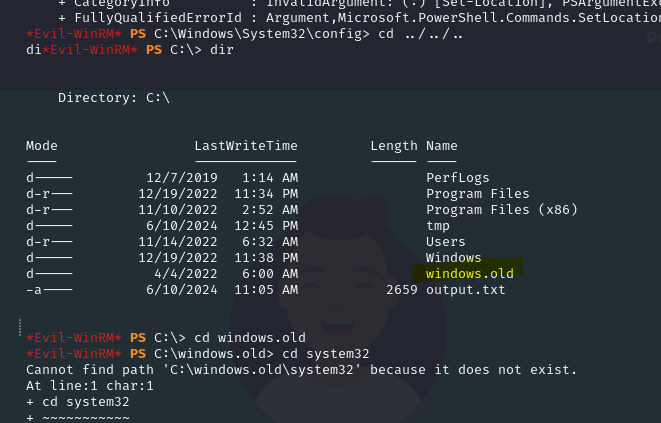 + CategoryInfo          : InvalidArgument: (:) [Set-Location], PSArgumentExc
    + FullyQualifiedErrorId : Argument,Microsoft.PowerShell.Commands.SetLocation
*Evil-WinRM* PS C:\Windows\System32\config> cd ../../..
di*Evil-WinRM* PS C:\> dir
    Directory: C:\
Mode                 LastWriteTime         Length Name
----                 -------------         ------ ----
d-----         12/7/2019   1:14 AM                PerfLogs
d-r---        12/19/2022  11:34 PM                Program Files
d-r---        11/10/2022   2:52 AM                Program Files (x86)
d-----         6/10/2024  12:45 PM                tmp
d-r---        11/14/2022   6:32 AM                Users
d-----        12/19/2022  11:38 PM                Windows
d-----          4/4/2022   6:00 AM                windows.old
-a----         6/10/2024  11:05 AM           2659 output.txt
*Evil-WinRM* PS C:\> cd windows.old
*Evil-WinRM* PS C:\windows.old> cd system32
Cannot find path 'C:\windows.old\system32' because it does not exist.
At line:1 char:1
+ cd system32
+ ~~~~~~~~~~~